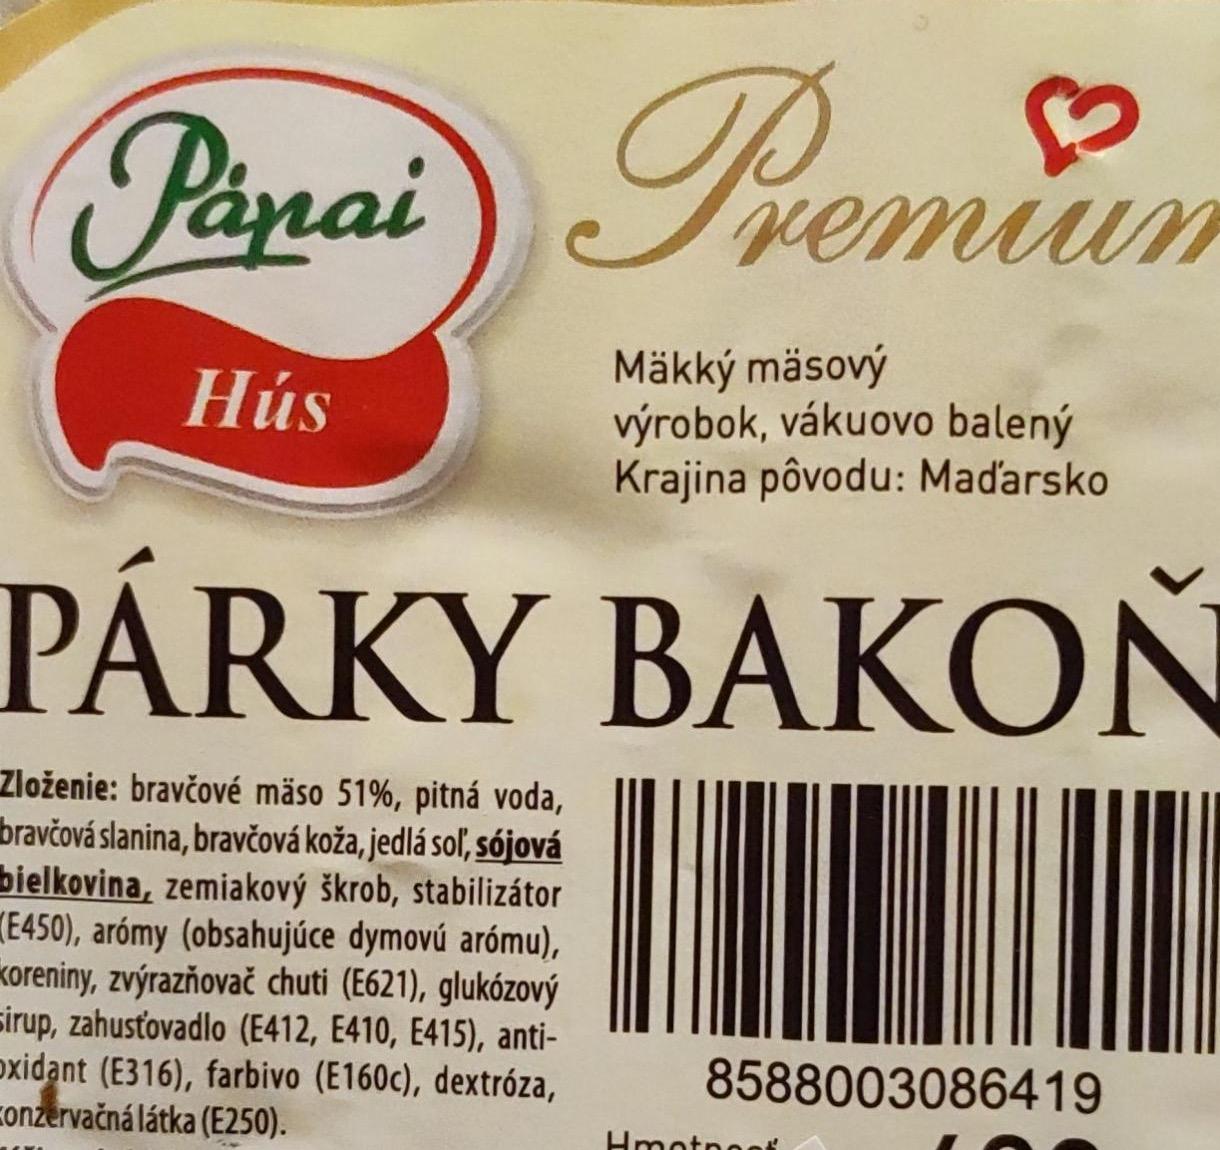 Pápai
Hús
Premium
Mäkký mäsový
výrobok, vákuovo balený
Krajina pôvodu: Maďarsko
PÁRKY BAKOŇ
Zloženie: bravčové mäso 51%, pitná voda,
bravčová slanina, bravčová koža, jedlá soľ, sójová
bielkovina, zemiakový škrob, stabilizátor
(E450), arómy (obsahujúce dymovú arómu),
koreniny, zvýrazňovač chuti (E621), glukózový
sirup, zahusťovadlo (E412, E410, E415), anti-
oxidant (E316), farbivo (E160c), dextróza,
konzervačná látka (E250).
8588003086419
Hmotnosť